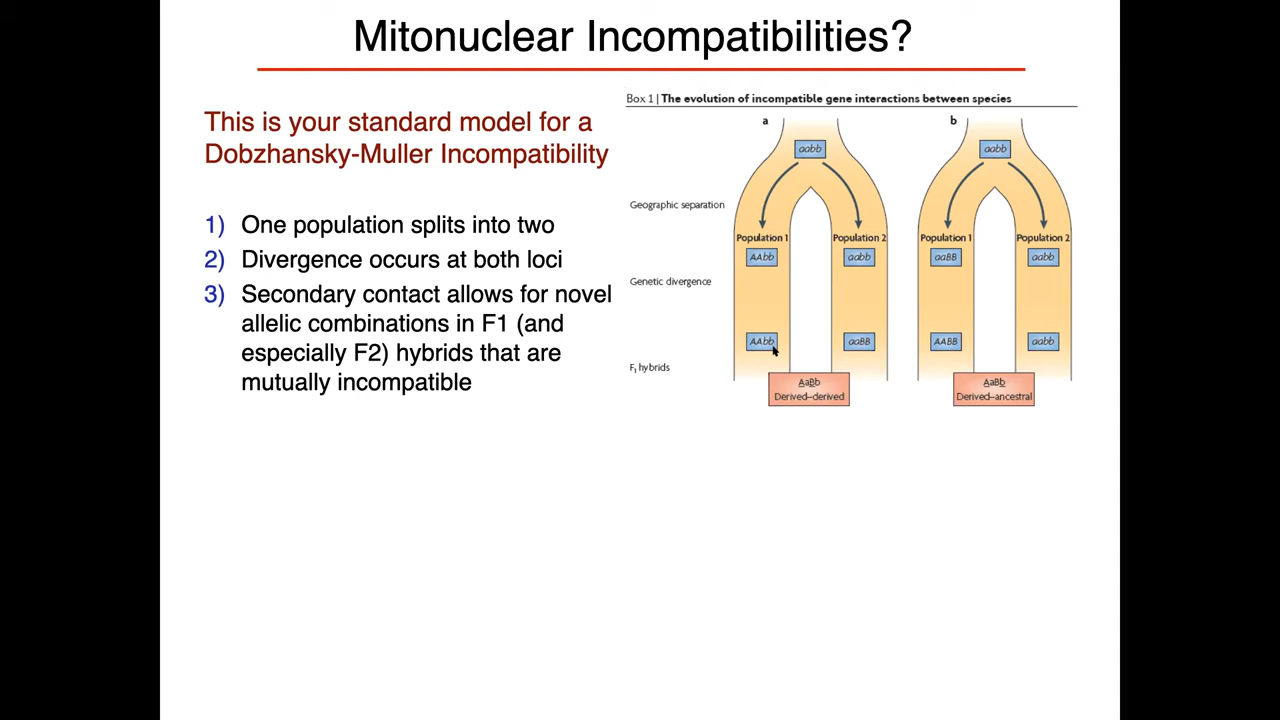 Mitonuclear Incompatibilities?
This is your standard model for a
Dobzhansky-Muller Incompatibility
1) One population splits into two
2) Divergence occurs at both loci
3) Secondary contact allows for novel
allelic combinations in F1 (and
especially F2) hybrids that are
mutually incompatible
Box 1 | The evolution of incompatible gene interactions between species
a b
aabb aabb
Geographic separation
Population 1 Population 2 Population 1 Population 2
AAbb aabb aaBB aabb
Genetic divergence
AAbb aaBB AABB aabb
F1 hybrids
AaBb AaBb
Derived–derived Derived–ancestral